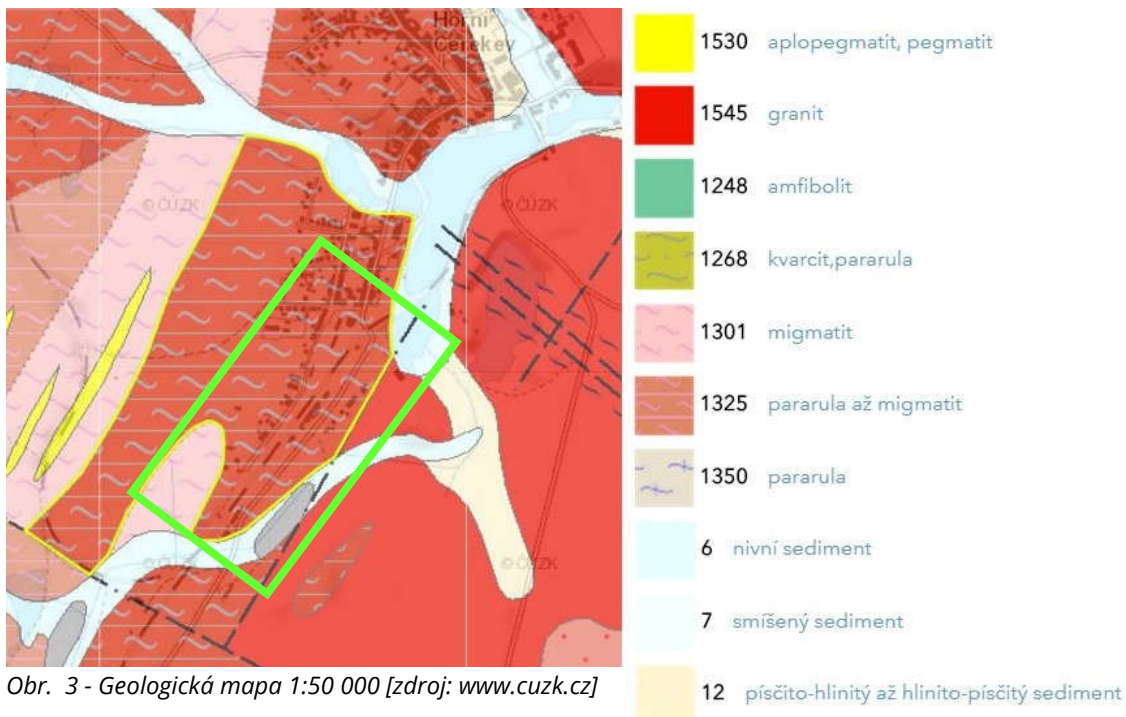 Horní
Cerekev
©ČÚZK
©ČÚZK
©ČÚZK
©ČÚZK
Obr. 3 - Geologická mapa 1:50 000 [zdroj: www.cuzk.cz]
1530 aplopegmatit, pegmatit
1545 granit
1248 amfibolit
1268 kvarcit,pararula
1301 migmatit
1325 pararula až migmatit
1350 pararula
6 nivní sediment
7 smíšený sediment
12 písčito-hlinitý až hlinito-písčitý sediment